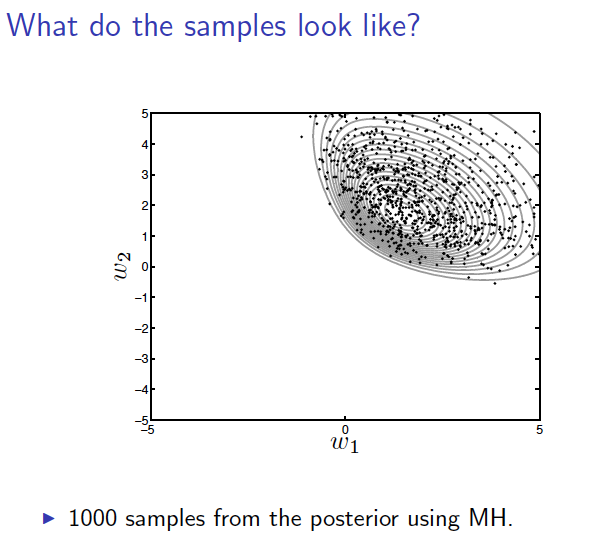 What do the samples look like?
5
4
3
2
1
0
−1
−2
−3
−4
−5
w2
−5 0 5
w1
▶ 1000 samples from the posterior using MH.